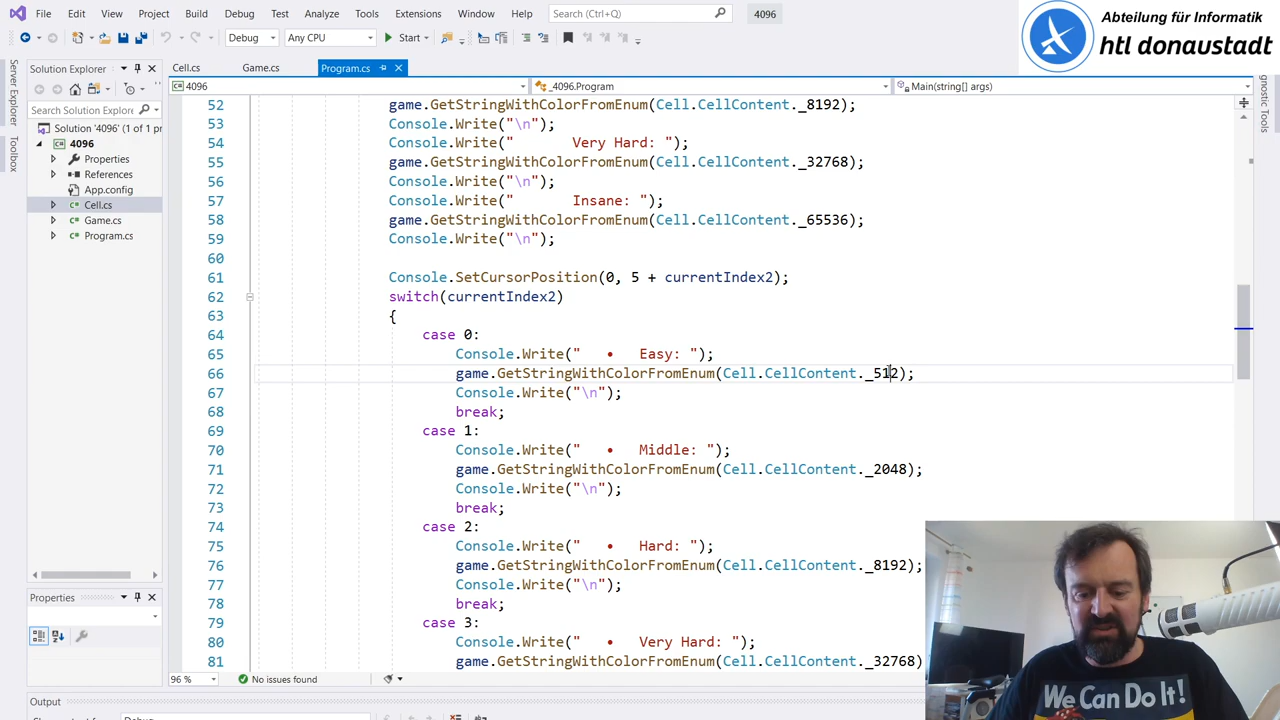 File Edit View Project Build Debug Test Analyze Tools Extensions Window Help Search (Ctrl+Q) 4096
Abteilung für Informatik
htl donaustadt
Debug Any CPU Start
Server Explorer
Toolbox
Solution Explorer
Search Solution Explorer
Solution '4096' (1 of 1 pr
4096
Properties
References
App.config
Cell.cs
Game.cs
Program.cs
Properties
Cell.cs Game.cs Program.cs
4096 _4096.Program Main(string[] args)
gnostic Tools
52 game.GetStringWithColorFromEnum(Cell.CellContent._8192);
53 Console.Write("\n");
54 Console.Write("       Very Hard: ");
55 game.GetStringWithColorFromEnum(Cell.CellContent._32768);
56 Console.Write("\n");
57 Console.Write("       Insane: ");
58 game.GetStringWithColorFromEnum(Cell.CellContent._65536);
59 Console.Write("\n");
60
61 Console.SetCursorPosition(0, 5 + currentIndex2);
62 switch(currentIndex2)
63 {
64 case 0:
65 Console.Write("   •   Easy: ");
66 game.GetStringWithColorFromEnum(Cell.CellContent._512);
67 Console.Write("\n");
68 break;
69 case 1:
70 Console.Write("   •   Middle: ");
71 game.GetStringWithColorFromEnum(Cell.CellContent._2048);
72 Console.Write("\n");
73 break;
74 case 2:
75 Console.Write("   •   Hard: ");
76 game.GetStringWithColorFromEnum(Cell.CellContent._8192);
77 Console.Write("\n");
78 break;
79 case 3:
80 Console.Write("   •   Very Hard: ");
81 game.GetStringWithColorFromEnum(Cell.CellContent._32768)
96 % No issues found
Output
We Can Do It!